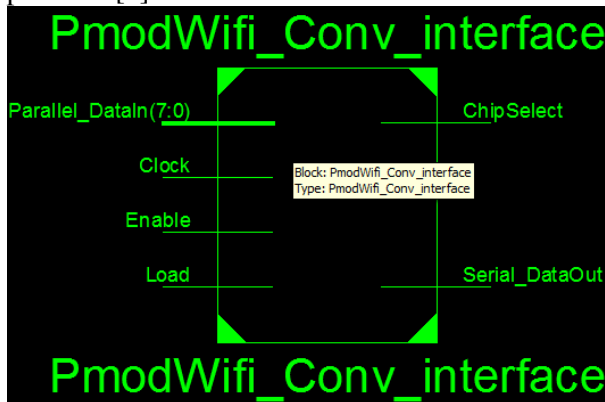 PmodWifi_Conv_interface
Parallel_DataIn(7:0)
ChipSelect
Clock
Block: PmodWifi_Conv_interface
Type: PmodWifi_Conv_interface
Enable
Load
Serial_DataOut
PmodWifi_Conv_interface